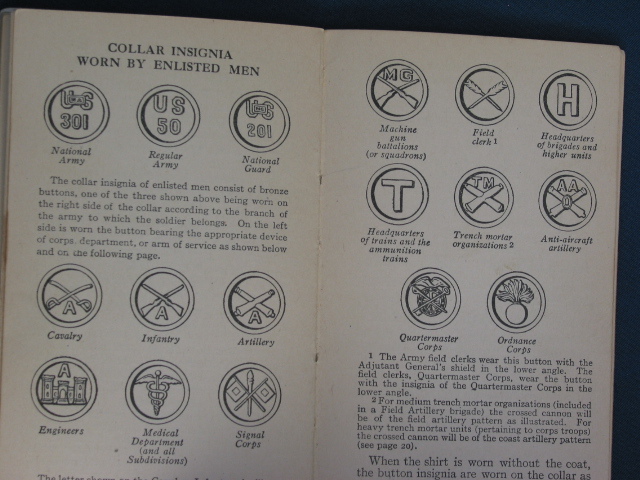 COLLAR INSIGNIA
WORN BY ENLISTED MEN
US
301
US
50
US
201
National
Army
Regular
Army
National
Guard
The collar insignia of enlisted men consist of bronze
buttons, one of the three shown above being worn on
the right side of the collar according to the branch of
the army to which the soldier belongs. On the left
side is worn the button bearing the appropriate device
of corps, department, or arm of service as shown below
and on the following page.
A
A
A
Cavalry
Infantry
Artillery
A
Engineers
Medical
Department
(and all
Subdivisions)
Signal
Corps
The letter shown on the
MG
H
Machine
gun
battalions
(or squadrons)
Field
clerk 1
Headquarters
of brigades and
higher units
T
TM
AA
O
Headquarters
of trains and the
ammunition
trains
Trench mortar
organizations 2
Anti-aircraft
artillery
Quartermaster
Corps
Ordnance
Corps
1 The Army field clerks wear this button with the
Adjutant General's shield in the lower angle. The
field clerks, Quartermaster Corps, wear the button
with the insignia of the Quartermaster Corps in the
lower angle.
2 For medium trench mortar organizations (included
in a Field Artillery brigade) the crossed cannon will
be of the field artillery pattern as illustrated. For
heavy trench mortar units (pertaining to corps troops)
the crossed cannon will be of the coast artillery pattern
(see page 20).
When the shirt is worn without the coat,
the button insignia are worn on the collar as